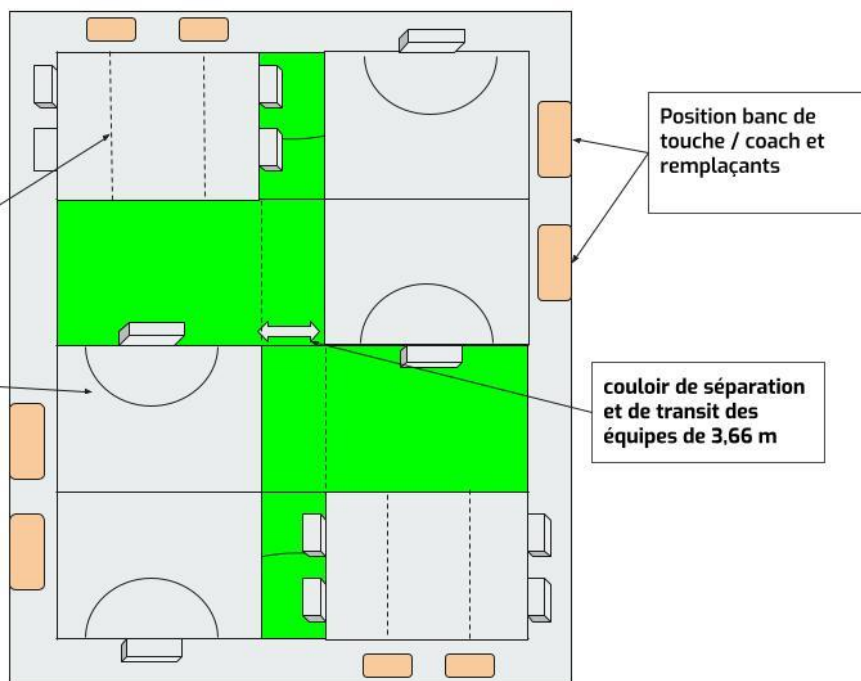 Position banc de
touche / coach et
remplaçants
couloir de séparation
et de transit des
équipes de 3,66 m